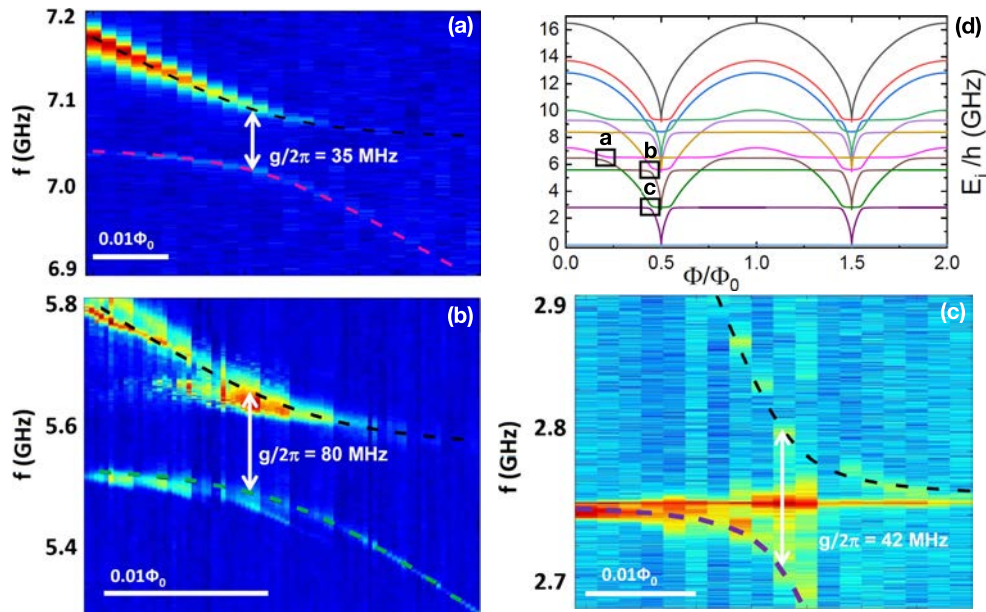 (a)
7.2
7.1
7.0
6.9
f (GHz)
g/2π = 35 MHz
0.01Φ₀
(d)
16
14
12
10
8
6
4
2
0
E_i /h (GHz)
a
b
c
0.0
0.5
1.0
1.5
2.0
Φ/Φ₀
(b)
5.8
5.6
5.4
f (GHz)
g/2π = 80 MHz
0.01Φ₀
(c)
2.9
2.8
2.7
f (GHz)
g/2π = 42 MHz
0.01Φ₀